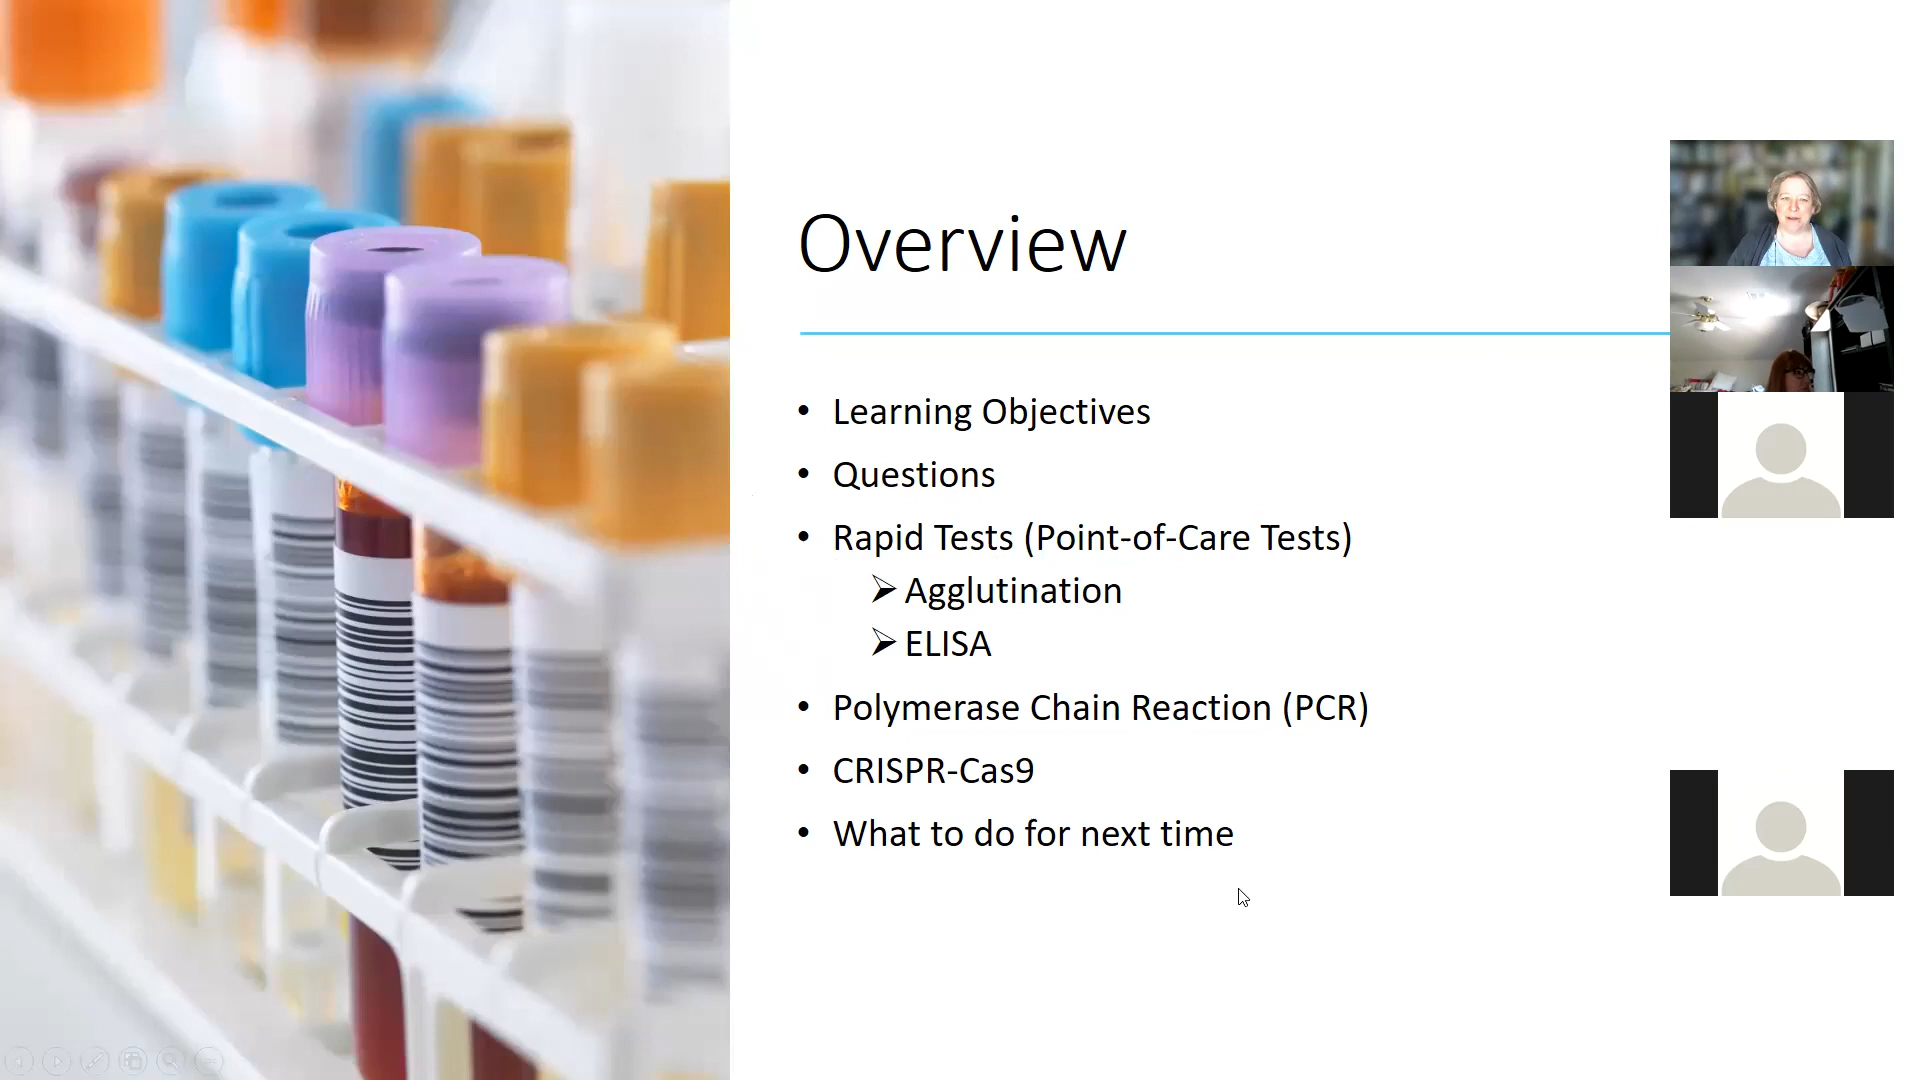 Overview
• Learning Objectives
• Questions
• Rapid Tests (Point-of-Care Tests)
➢ Agglutination
➢ ELISA
• Polymerase Chain Reaction (PCR)
• CRISPR-Cas9
• What to do for next time